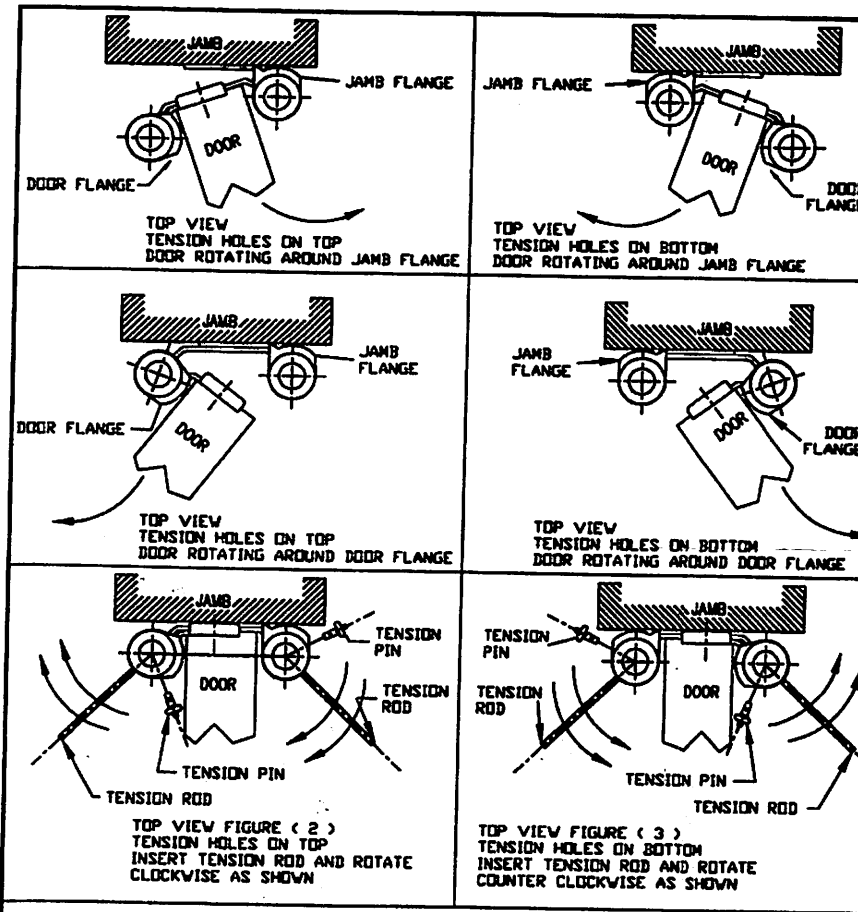 JAMB
JAMB FLANGE
DOOR
DOOR FLANGE
TOP VIEW
TENSION HOLES ON TOP
DOOR ROTATING AROUND JAMB FLANGE
JAMB
JAMB FLANGE
DOOR
DOOR
FLANGE
TOP VIEW
TENSION HOLES ON BOTTOM
DOOR ROTATING AROUND JAMB FLANGE
JAMB
JAMB
FLANGE
DOOR FLANGE
DOOR
TOP VIEW
TENSION HOLES ON TOP
DOOR ROTATING AROUND DOOR FLANGE
JAMB
JAMB
FLANGE
DOOR
DOOR
FLANGE
TOP VIEW
TENSION HOLES ON BOTTOM
DOOR ROTATING AROUND DOOR FLANGE
JAMB
TENSION
PIN
DOOR
TENSION
ROD
TENSION PIN
TENSION ROD
TOP VIEW FIGURE ( 2 )
TENSION HOLES ON TOP
INSERT TENSION ROD AND ROTATE
CLOCKWISE AS SHOWN
JAMB
TENSION
PIN
TENSION
ROD
DOOR
TENSION PIN
TENSION ROD
TOP VIEW FIGURE ( 3 )
TENSION HOLES ON BOTTOM
INSERT TENSION ROD AND ROTATE
COUNTER CLOCKWISE AS SHOWN